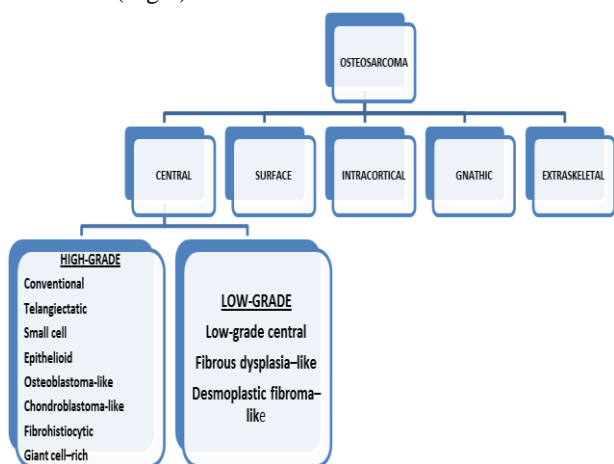 OSTEOSARCOMA
CENTRAL
SURFACE
INTRACORTICAL
GNATHIC
EXTRASKELETAL
HIGH-GRADE
Conventional
Telangiectatic
Small cell
Epithelioid
Osteoblastoma-like
Chondroblastoma-like
Fibrohistiocytic
Giant cell–rich
LOW-GRADE
Low-grade central
Fibrous dysplasia–like
Desmoplastic fibroma–
like